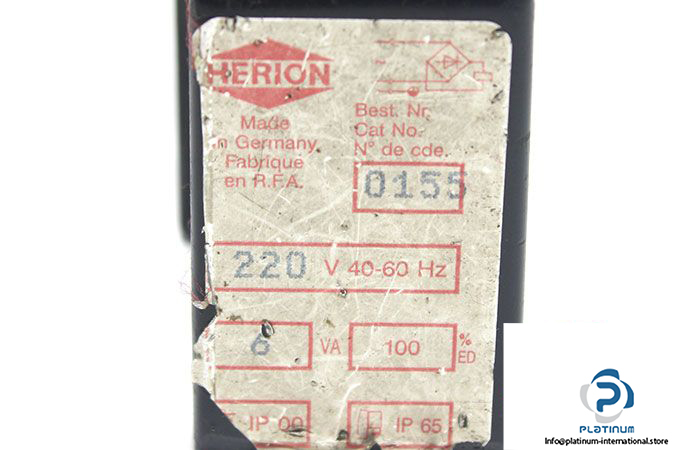 HERION
Made
in Germany
Fabrique
en R.F.A.
Best. Nr.
Cat No.
N° de cde.
0155
220 V 40-60 Hz
6 VA 100 % ED
IP 00 IP 65
PLATINUM
Info@platinum-international.store